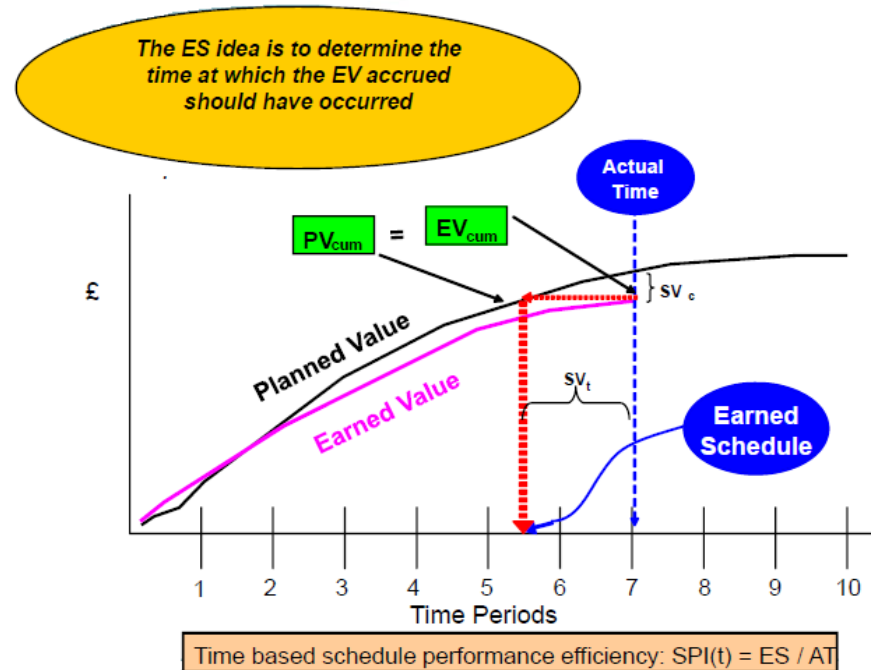 The ES idea is to determine the
time at which the EV accrued
should have occurred
Actual
Time
PVcum = EVcum
£
SV c
Planned Value
Earned Value
SVt
Earned
Schedule
1 2 3 4 5 6 7 8 9 10
Time Periods
Time based schedule performance efficiency: SPI(t) = ES / AT